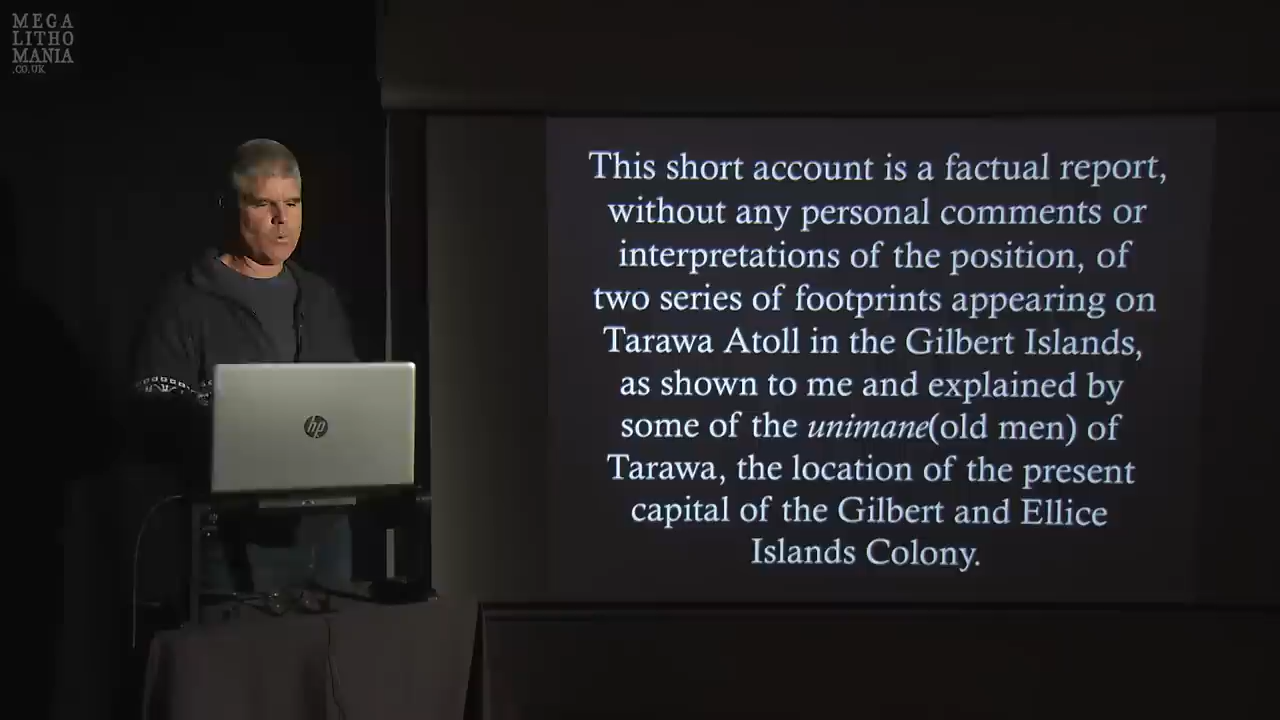 MEGA
LITHO
MANIA
.CO.UK
This short account is a factual report,
without any personal comments or
interpretations of the position, of
two series of footprints appearing on
Tarawa Atoll in the Gilbert Islands,
as shown to me and explained by
some of the unimane(old men) of
Tarawa, the location of the present
capital of the Gilbert and Ellice
Islands Colony.
hp